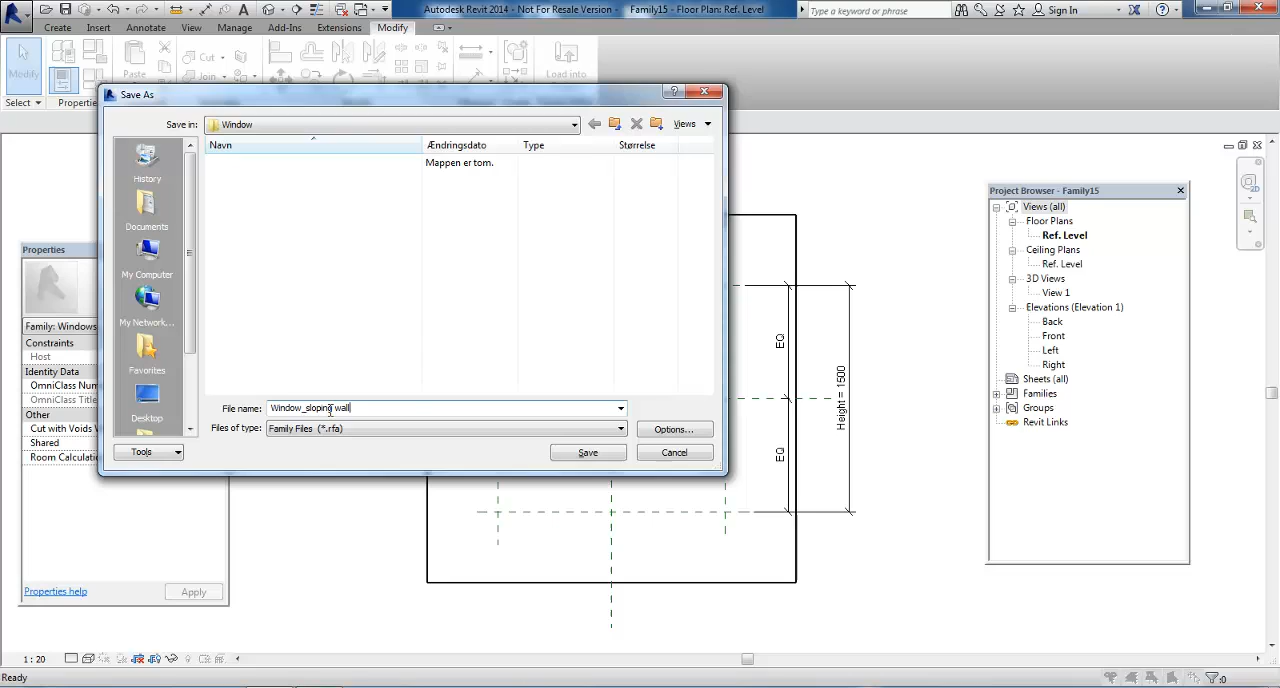 Autodesk Revit 2014 - Not For Resale Version - Family15 - Floor Plan: Ref. Level
Type a keyword or phrase
Sign In
Create Insert Annotate View Manage Add-Ins Extensions Modify
Modify
Paste
Cut
Join
Load into
Select
Properties
Save As
Save in:
Window
Views
Navn
Ændringsdato
Type
Størrelse
Mappen er tom.
History
Documents
My Computer
My Network...
Favorites
Desktop
File name:
Window_sloping wall
Files of type:
Family Files (*.rfa)
Options...
Tools
Save
Cancel
Properties
Family: Windows
Constraints
Host
Identity Data
OmniClass Num
OmniClass Title
Other
Cut with Voids
Shared
Room Calculati
Properties help
Apply
EQ
EQ
Height = 1500
Project Browser - Family15
Views (all)
Floor Plans
Ref. Level
Ceiling Plans
Ref. Level
3D Views
View 1
Elevations (Elevation 1)
Back
Front
Left
Right
Sheets (all)
Families
Groups
Revit Links
1 : 20
Ready
:0